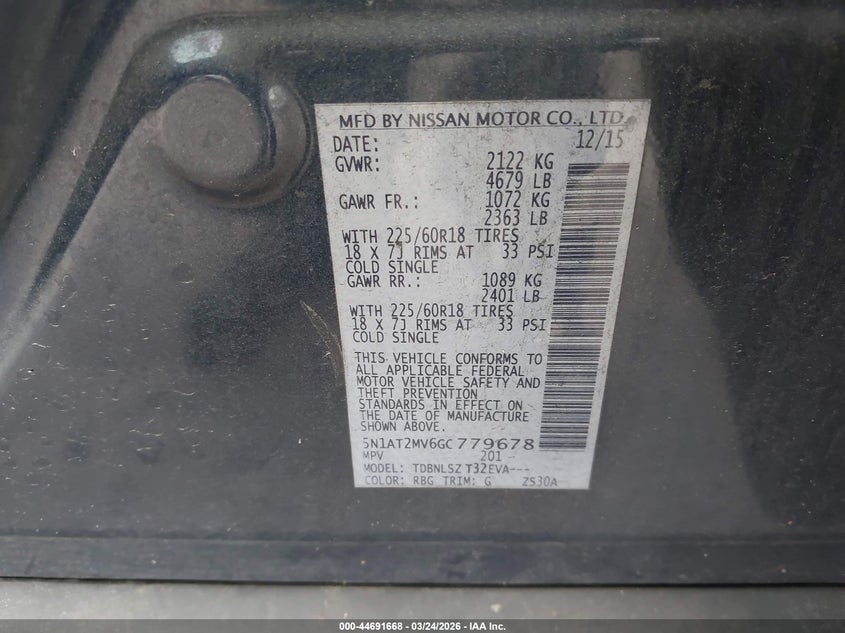 MFD BY NISSAN MOTOR CO., LTD.
DATE: 12/15
GVWR: 2122 KG
4679 LB
GAWR FR.: 1072 KG
2363 LB
WITH 225/60R18 TIRES
18 X 7J RIMS AT 33 PSI
COLD SINGLE
GAWR RR.: 1089 KG
2401 LB
WITH 225/60R18 TIRES
18 X 7J RIMS AT 33 PSI
COLD SINGLE
THIS VEHICLE CONFORMS TO
ALL APPLICABLE FEDERAL
MOTOR VEHICLE SAFETY AND
THEFT PREVENTION
STANDARDS IN EFFECT ON
THE DATE OF MANUFACTURE
SHOWN ABOVE.
5N1AT2MV6GC779678
MPV 201
MODEL: TDBNLSZ T32EVA---
COLOR: RBG TRIM: G ZS30A
000-44691668 - 03/24/2026 - IAA Inc.